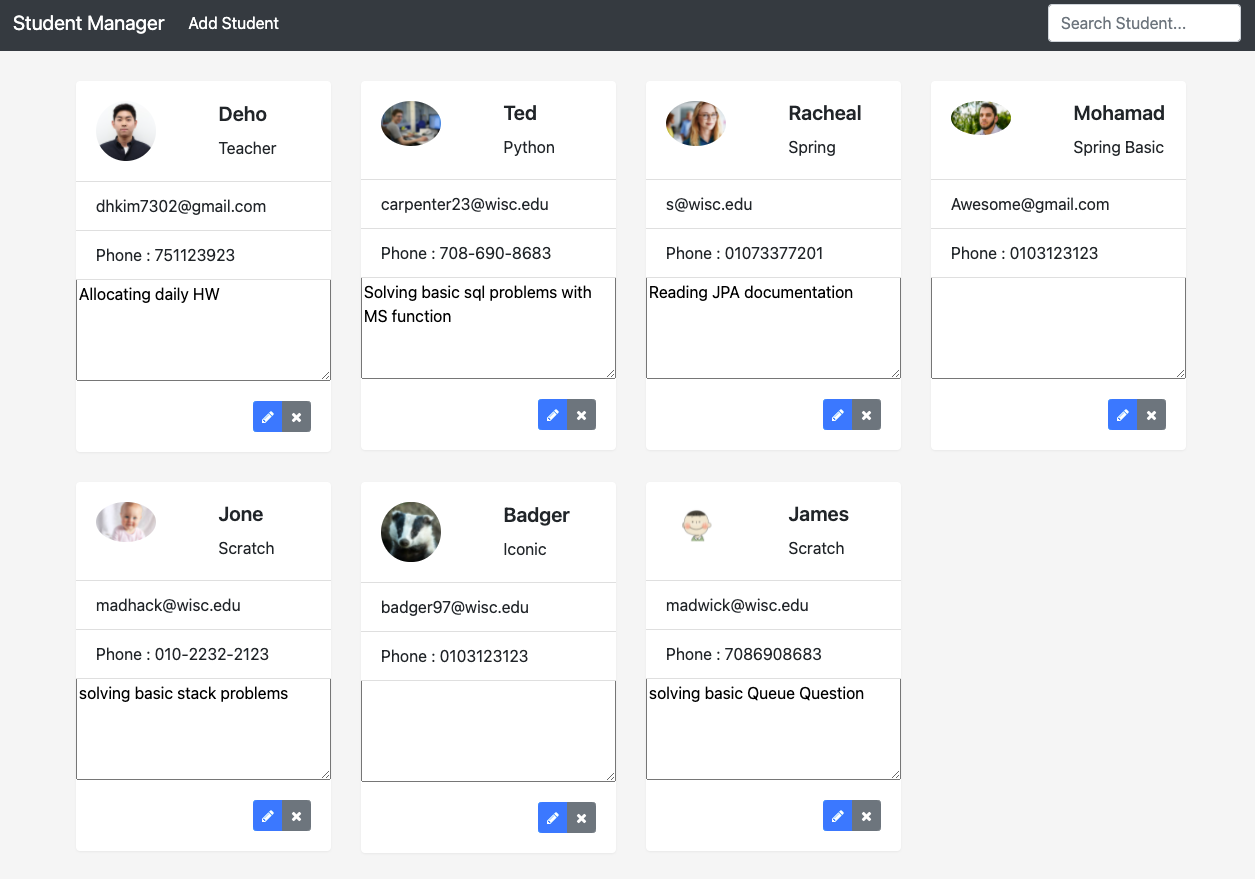 Student Manager Add Student Search Student...
Deho
Teacher
dhkim7302@gmail.com
Phone : 751123923
Allocating daily HW
Ted
Python
carpenter23@wisc.edu
Phone : 708-690-8683
Solving basic sql problems with
MS function
Racheal
Spring
s@wisc.edu
Phone : 01073377201
Reading JPA documentation
Mohamad
Spring Basic
Awesome@gmail.com
Phone : 0103123123
Jone
Scratch
madhack@wisc.edu
Phone : 010-2232-2123
solving basic stack problems
Badger
Iconic
badger97@wisc.edu
Phone : 0103123123
James
Scratch
madwick@wisc.edu
Phone : 7086908683
solving basic Queue Question